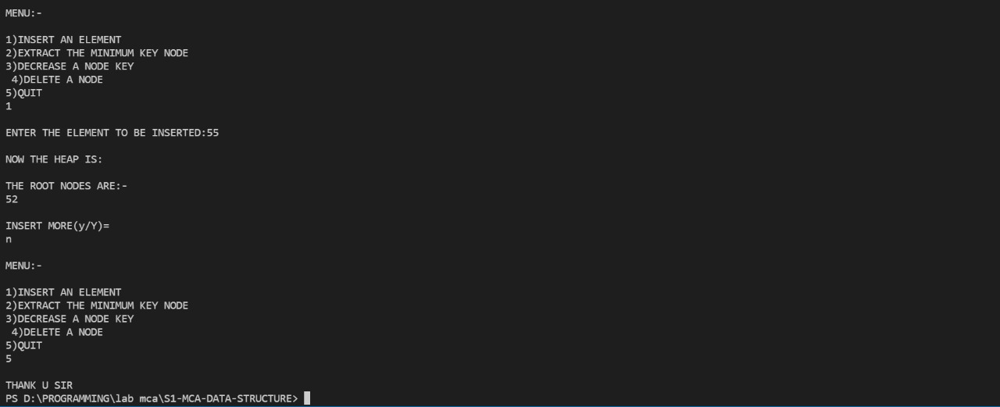 MENU:-
1)INSERT AN ELEMENT
2)EXTRACT THE MINIMUM KEY NODE
3)DECREASE A NODE KEY
 4)DELETE A NODE
5)QUIT
1
ENTER THE ELEMENT TO BE INSERTED:55
NOW THE HEAP IS:
THE ROOT NODES ARE:-
52
INSERT MORE(y/Y)=
n
MENU:-
1)INSERT AN ELEMENT
2)EXTRACT THE MINIMUM KEY NODE
3)DECREASE A NODE KEY
 4)DELETE A NODE
5)QUIT
5
THANK U SIR
PS D:\PROGRAMMING\lab mca\S1-MCA-DATA-STRUCTURE>